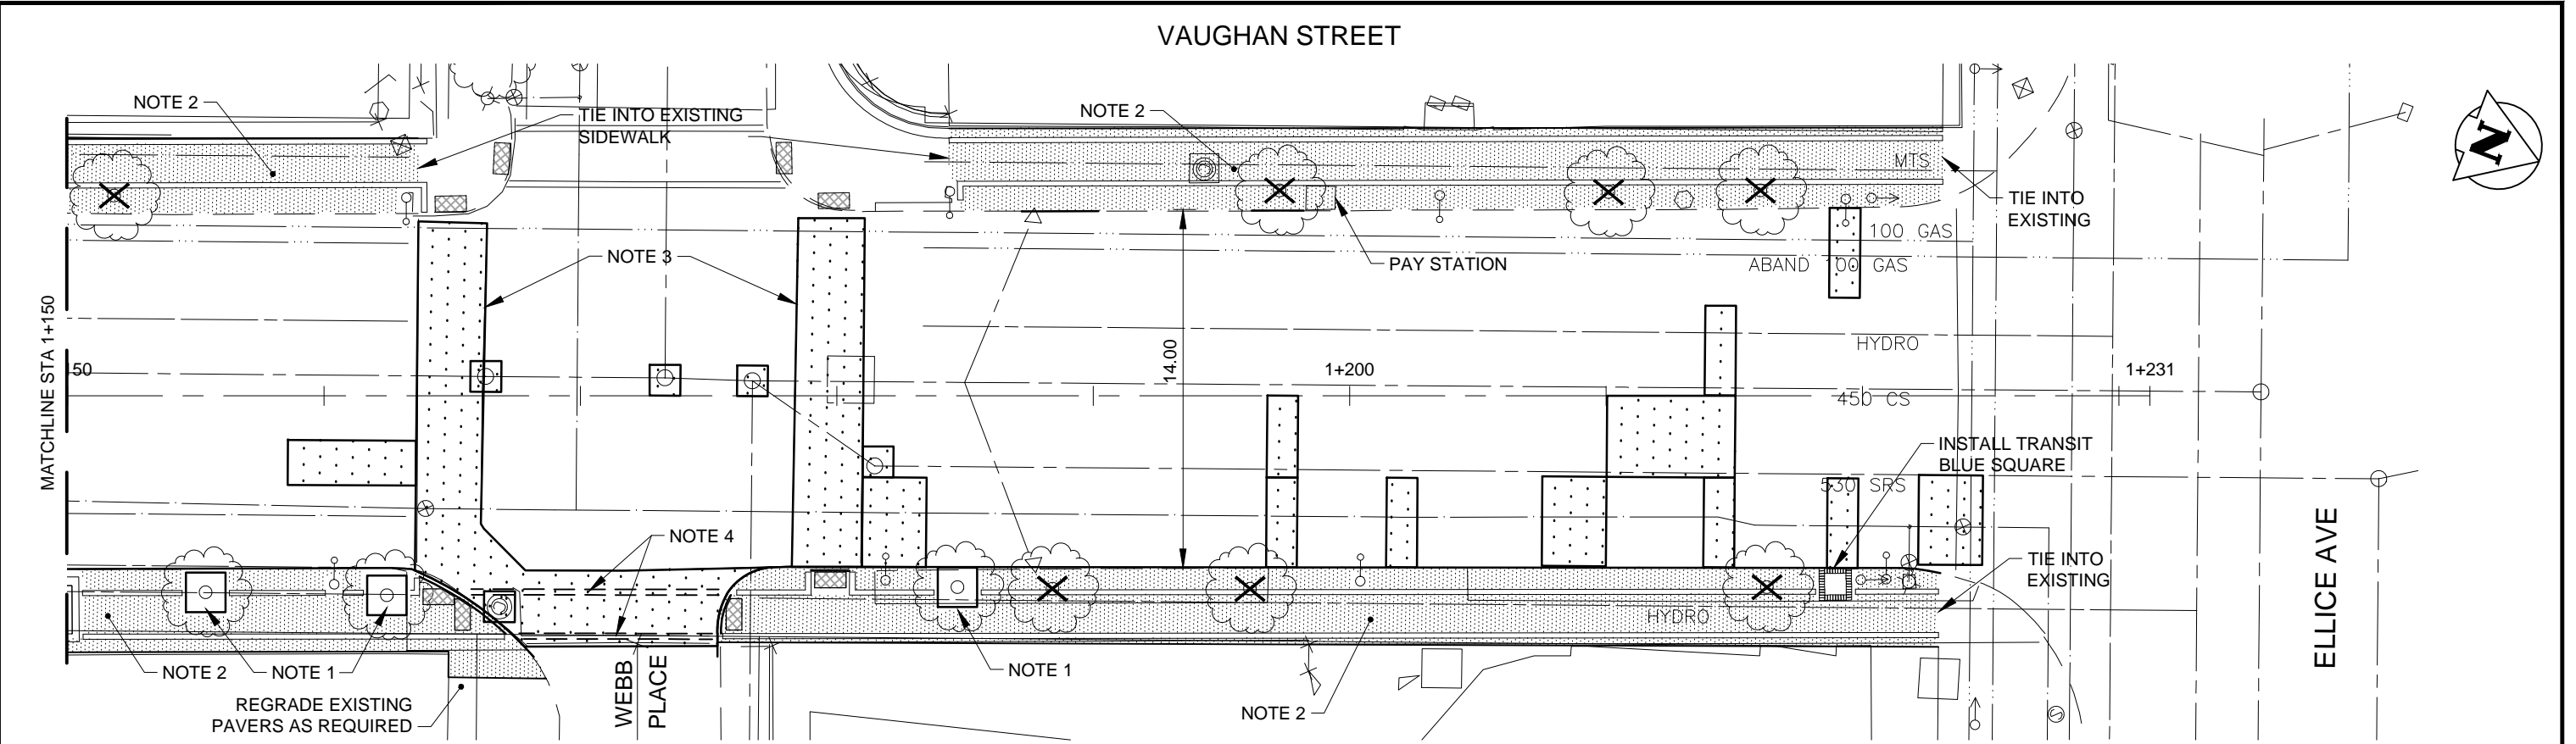 VAUGHAN STREET
NOTE 2
TIE INTO EXISTING
SIDEWALK
NOTE 2
N
MTS
TIE INTO
EXISTING
100 GAS
NOTE 3
PAY STATION
ABAND 100 GAS
MATCHLINE STA 1+150
50
14.00
1+200
HYDRO
1+231
450 CS
INSTALL TRANSIT
BLUE SQUARE
530 SRS
NOTE 4
ELLICE AVE
TIE INTO
EXISTING
HYDRO
NOTE 2
NOTE 1
NOTE 1
REGRADE EXISTING
PAVERS AS REQUIRED
WEBB
PLACE
NOTE 2
S